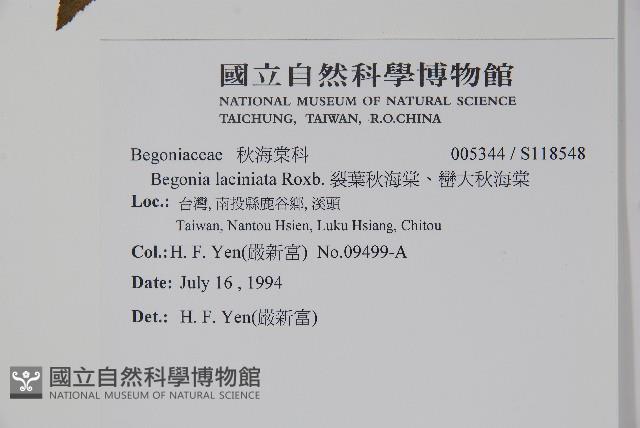 國立自然科學博物館
NATIONAL MUSEUM OF NATURAL SCIENCE
TAICHUNG, TAIWAN, R.O.CHINA
Begoniaceae 秋海棠科 005344 / S118548
Begonia laciniata Roxb. 裂葉秋海棠、巒大秋海棠
Loc.: 台灣, 南投縣鹿谷鄉, 溪頭
Taiwan, Nantou Hsien, Luku Hsiang, Chitou
Col.: H. F. Yen(嚴新富) No.09499-A
Date: July 16 , 1994
Det.: H. F. Yen(嚴新富)
國立自然科學博物館
NATIONAL MUSEUM OF NATURAL SCIENCE